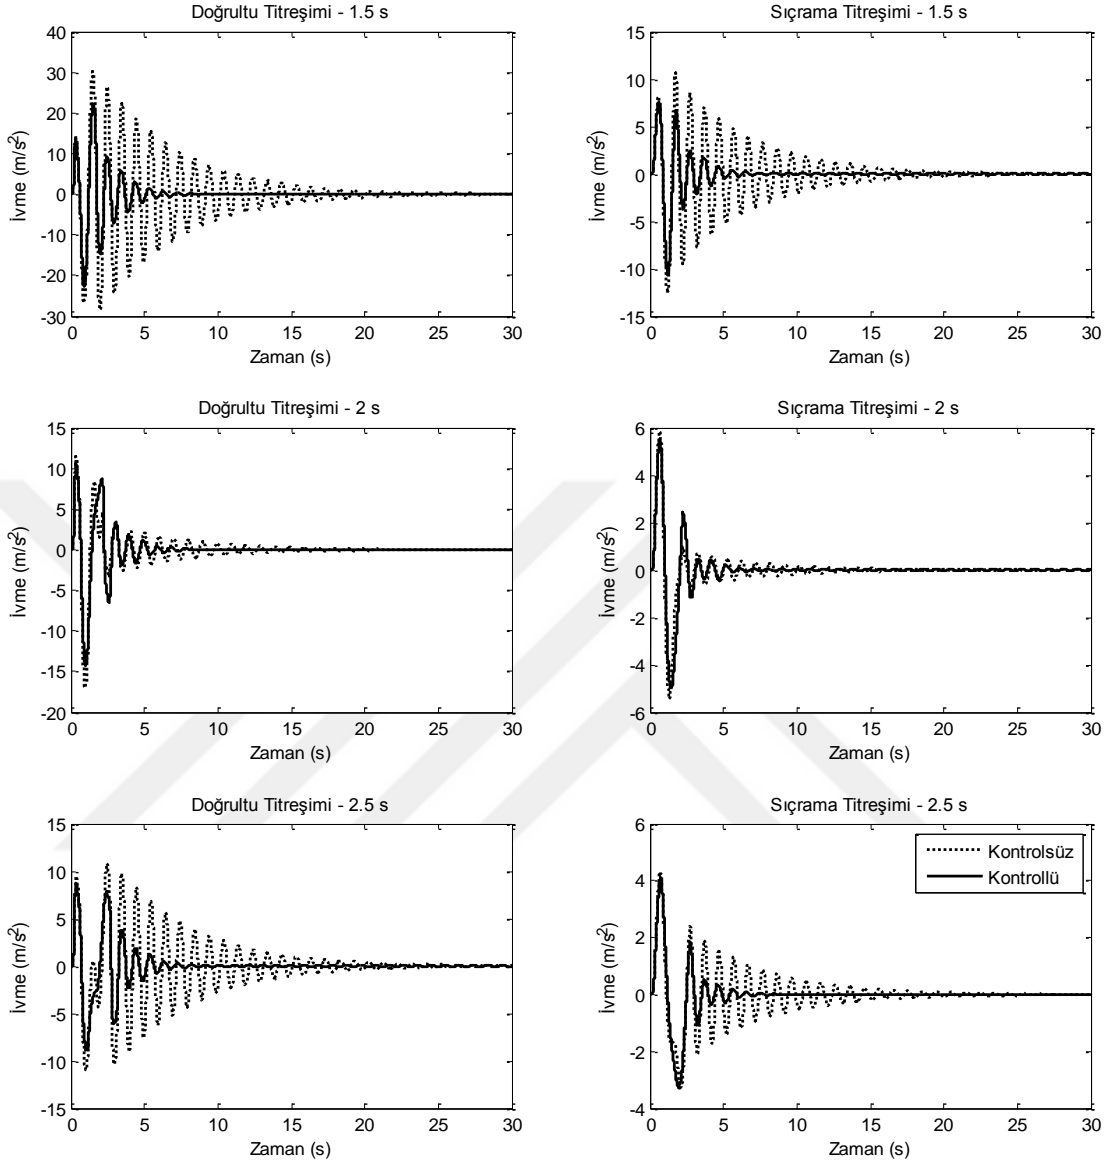 Doğrultu Titreşimi - 1.5 s
40
30
20
10
0
-10
-20
-30
İvme (m/s²)
0 5 10 15 20 25 30
Zaman (s)
Sıçrama Titreşimi - 1.5 s
15
10
5
0
-5
-10
-15
İvme (m/s²)
0 5 10 15 20 25 30
Zaman (s)
Doğrultu Titreşimi - 2 s
15
10
5
0
-5
-10
-15
-20
İvme (m/s²)
0 5 10 15 20 25 30
Zaman (s)
Sıçrama Titreşimi - 2 s
6
4
2
0
-2
-4
-6
İvme (m/s²)
0 5 10 15 20 25 30
Zaman (s)
Doğrultu Titreşimi - 2.5 s
15
10
5
0
-5
-10
-15
İvme (m/s²)
0 5 10 15 20 25 30
Zaman (s)
Sıçrama Titreşimi - 2.5 s
6
4
2
0
-2
-4
İvme (m/s²)
0 5 10 15 20 25 30
Zaman (s)
Kontrolsüz
Kontrollü